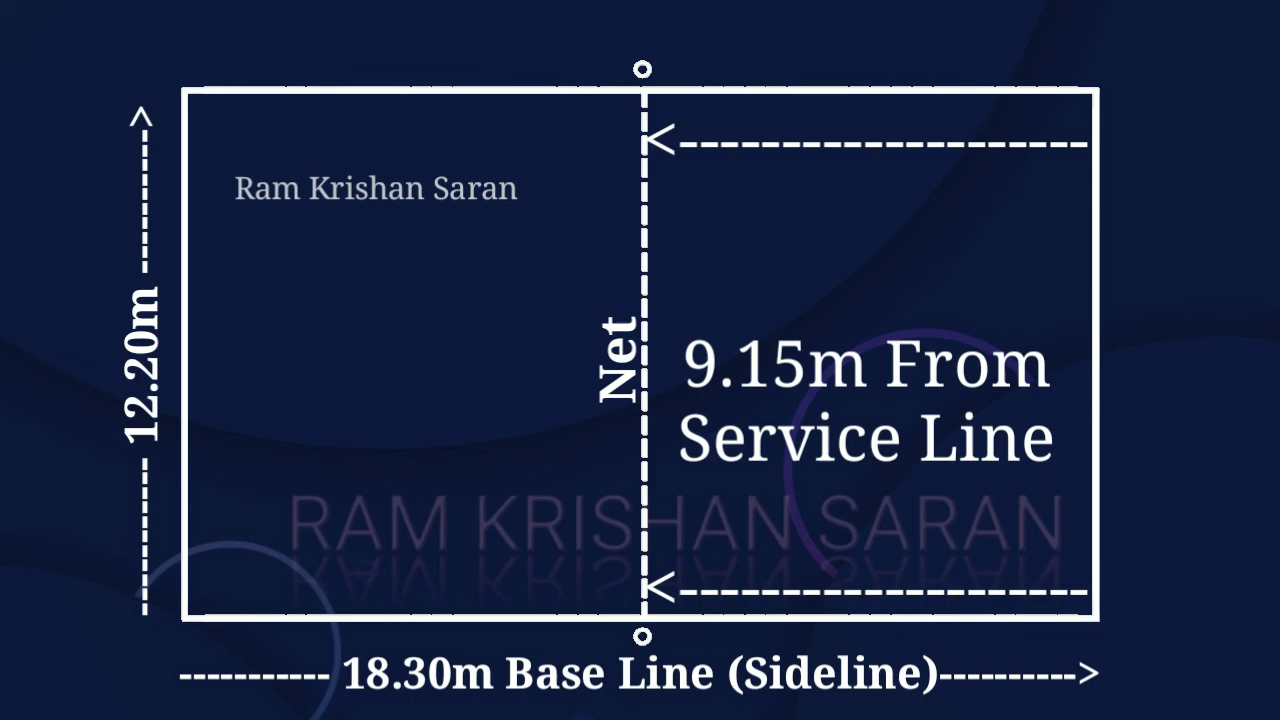 Ram Krishan Saran
12.20m
Net
9.15m From
Service Line
RAM KRISHAN SARAN
18.30m Base Line (Sideline)